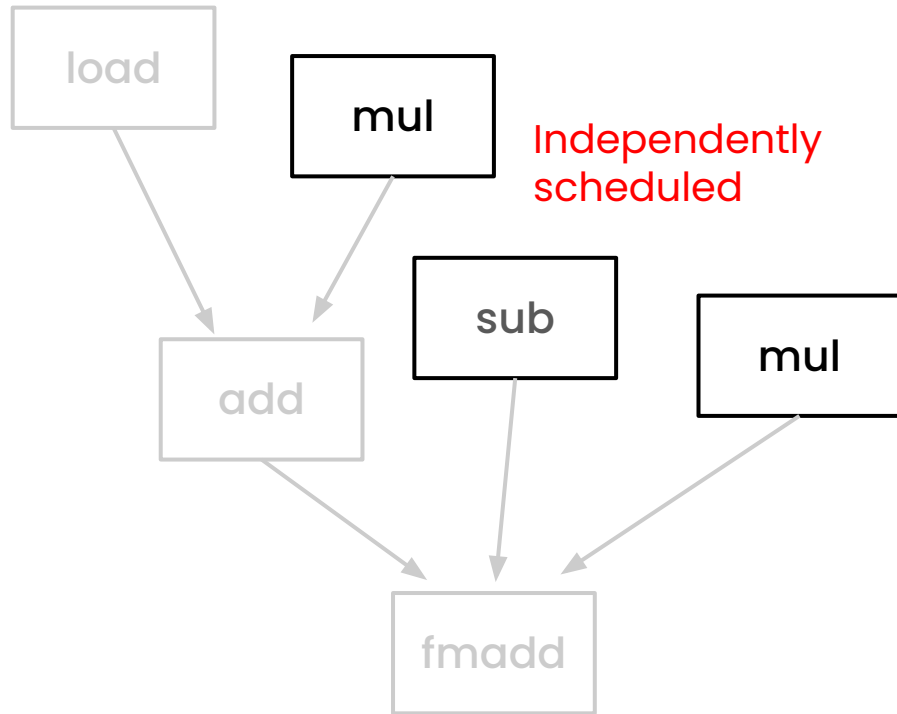 load
mul
Independently
scheduled
sub
mul
add
fmadd